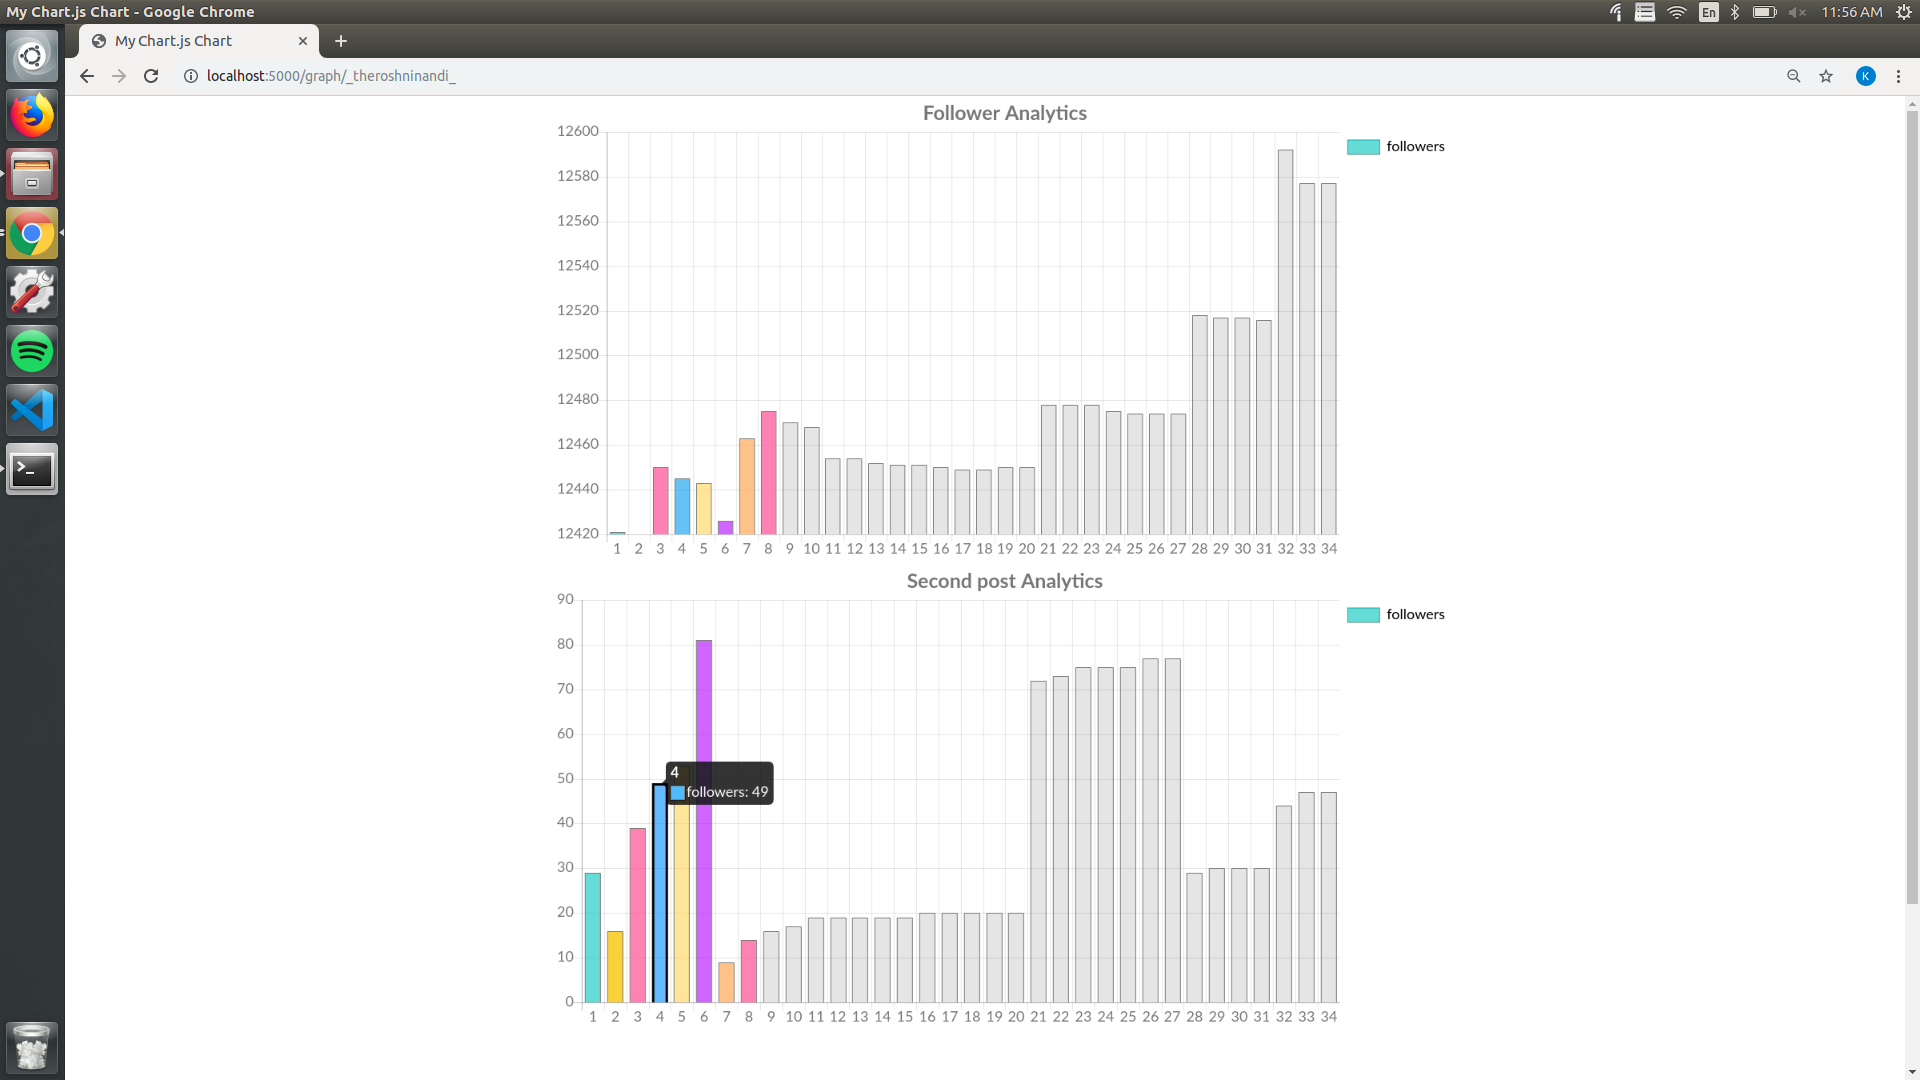 My Chart.js Chart - Google Chrome
En
11:56 AM
My Chart.js Chart
localhost:5000/graph/_theroshninandi_
K
Follower Analytics
followers
12600
12580
12560
12540
12520
12500
12480
12460
12440
12420
1 2 3 4 5 6 7 8 9 10 11 12 13 14 15 16 17 18 19 20 21 22 23 24 25 26 27 28 29 30 31 32 33 34
Second post Analytics
followers
90
80
70
60
50
40
30
20
10
0
4
followers: 49
1 2 3 4 5 6 7 8 9 10 11 12 13 14 15 16 17 18 19 20 21 22 23 24 25 26 27 28 29 30 31 32 33 34